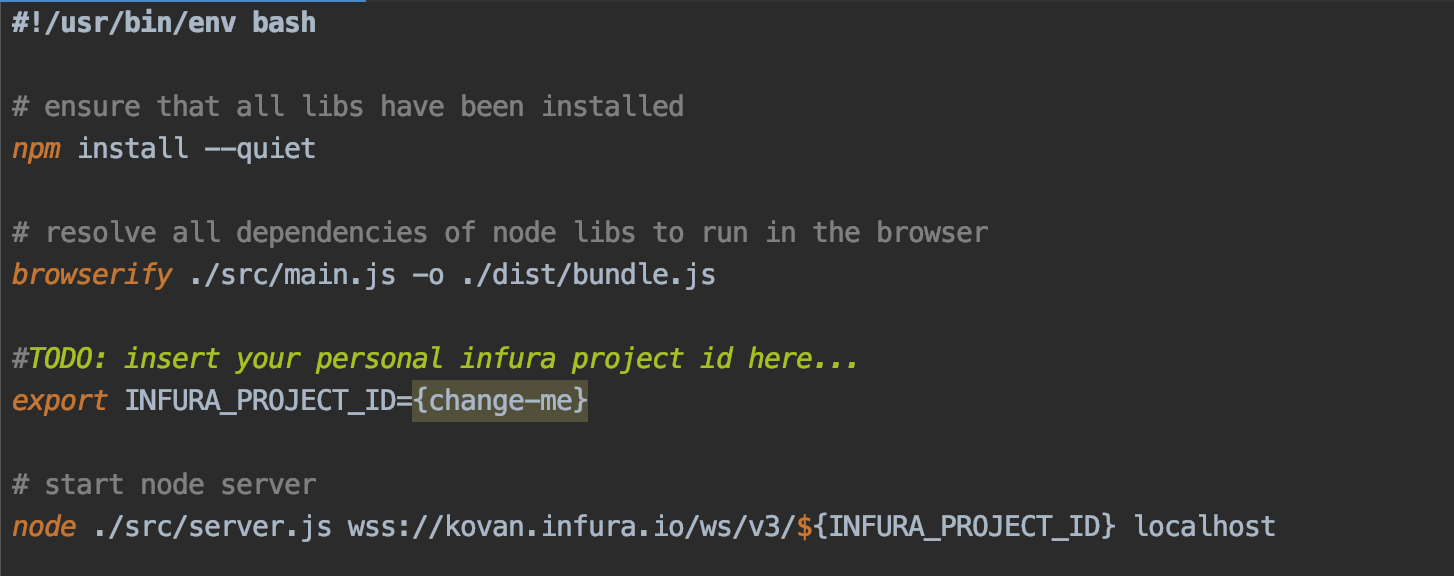 #!/usr/bin/env bash
# ensure that all libs have been installed
npm install --quiet
# resolve all dependencies of node libs to run in the browser
browserify ./src/main.js -o ./dist/bundle.js
#TODO: insert your personal infura project id here...
export INFURA_PROJECT_ID={change-me}
# start node server
node ./src/server.js wss://kovan.infura.io/ws/v3/${INFURA_PROJECT_ID} localhost